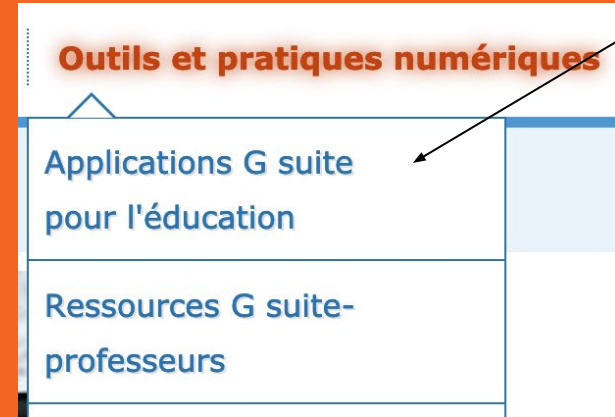 Outils et pratiques numériques
Applications G suite
pour l'éducation
Ressources G suite-
professeurs